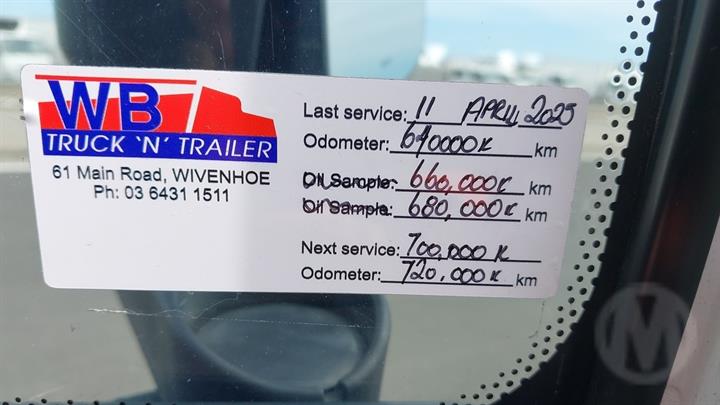 WB
TRUCK 'N' TRAILER
61 Main Road, WIVENHOE
Ph: 03 6431 1511
Last service: 11 APRIL 2025
Odometer: 640000K km
Oil Sample: 660,000K km
Oil Sample: 680,000K km
Next service: 700,000K
Odometer: 720,000K km
M